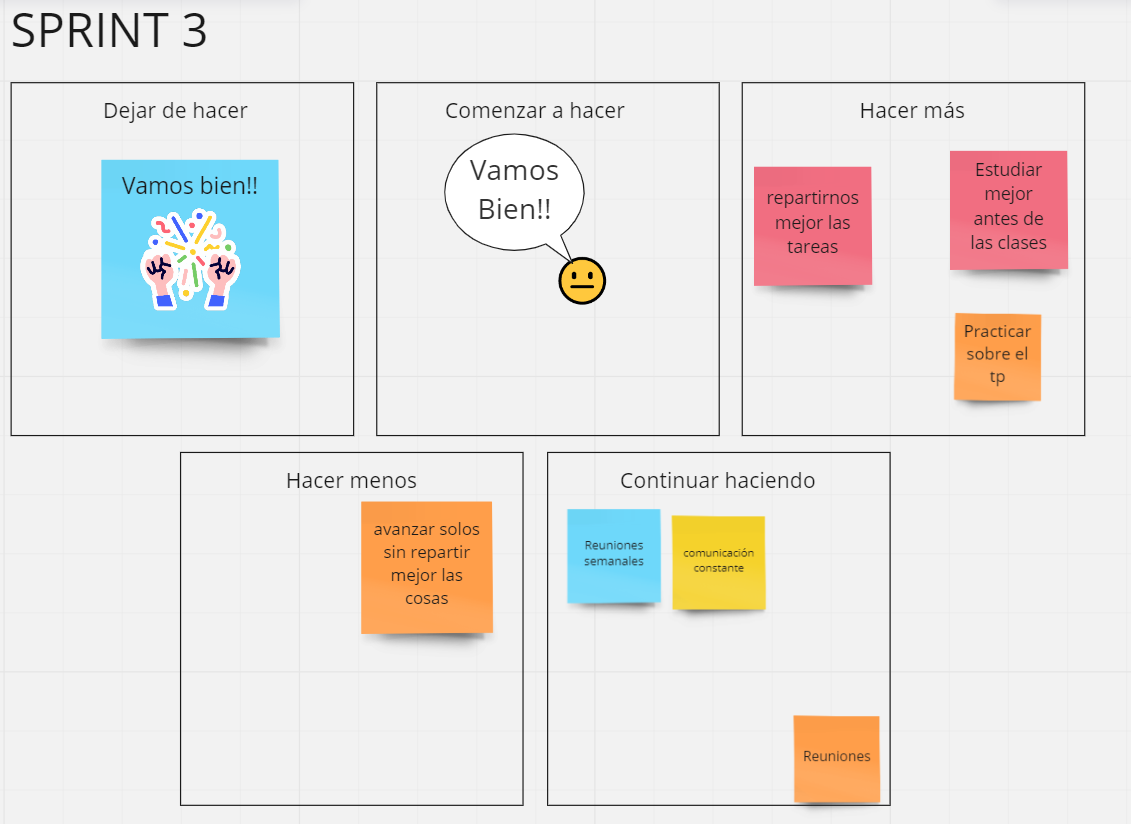 SPRINT 3
Dejar de hacer
Vamos bien!!
Comenzar a hacer
Vamos
Bien!!
Hacer más
repartirnos
mejor las
tareas
Estudiar
mejor
antes de
las clases
Practicar
sobre el
tp
Hacer menos
avanzar solos
sin repartir
mejor las
cosas
Continuar haciendo
Reuniones
semanales
comunicación
constante
Reuniones